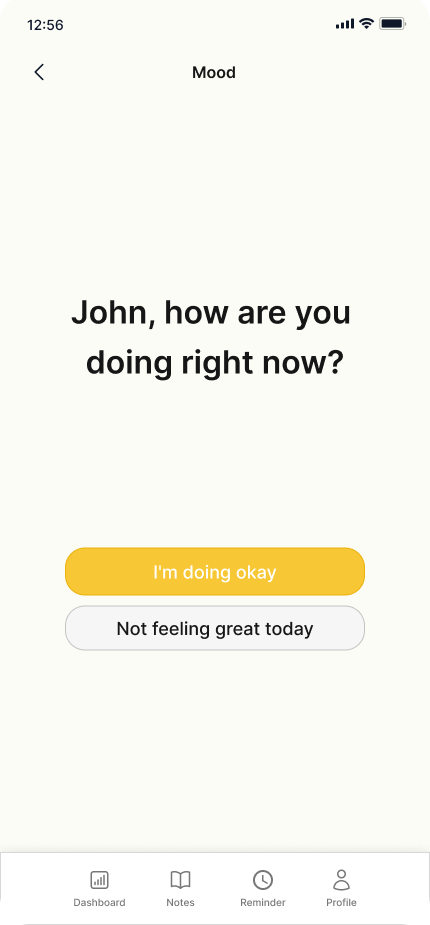 12:56
Mood
John, how are you
doing right now?
I'm doing okay
Not feeling great today
Dashboard
Notes
Reminder
Profile